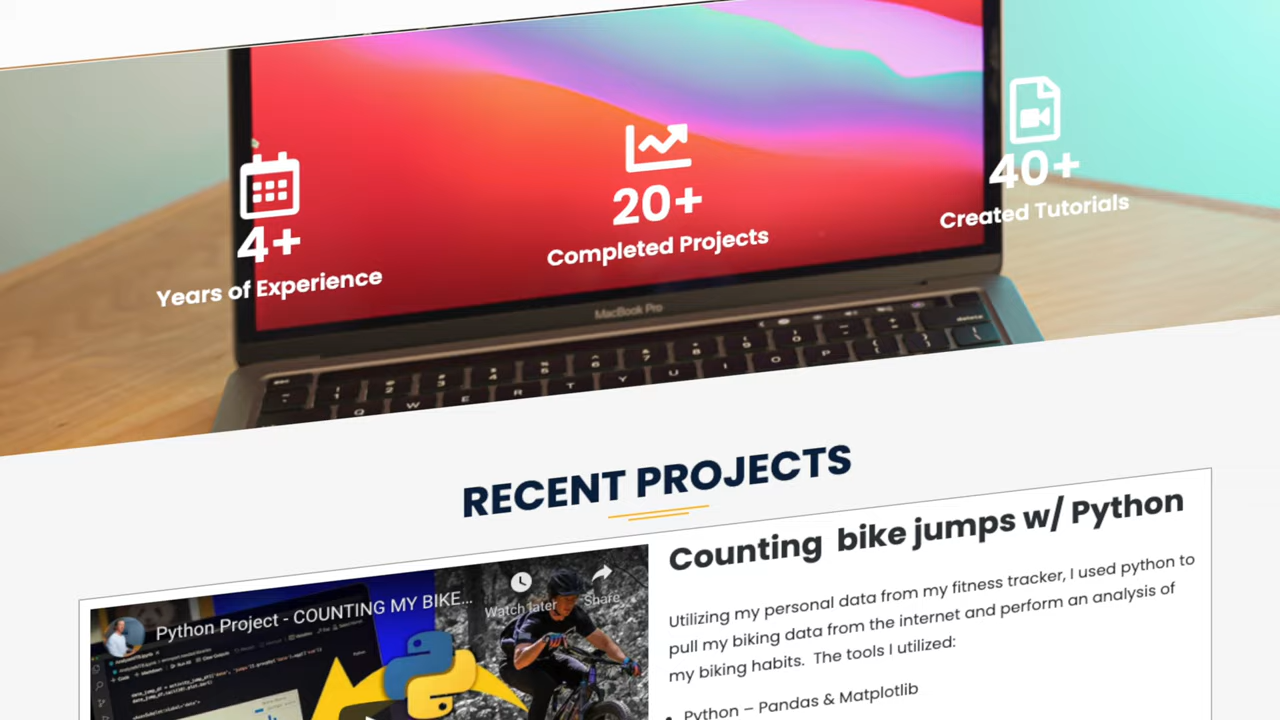 4+
Years of Experience
20+
Completed Projects
40+
Created Tutorials
MacBook Pro
RECENT PROJECTS
Python Project - COUNTING MY BIKE...
Watch later
Share
Counting bike jumps w/ Python
Utilizing my personal data from my fitness tracker, I used python to
pull my biking data from the internet and perform an analysis of
my biking habits. The tools I utilized:
Python – Pandas & Matplotlib